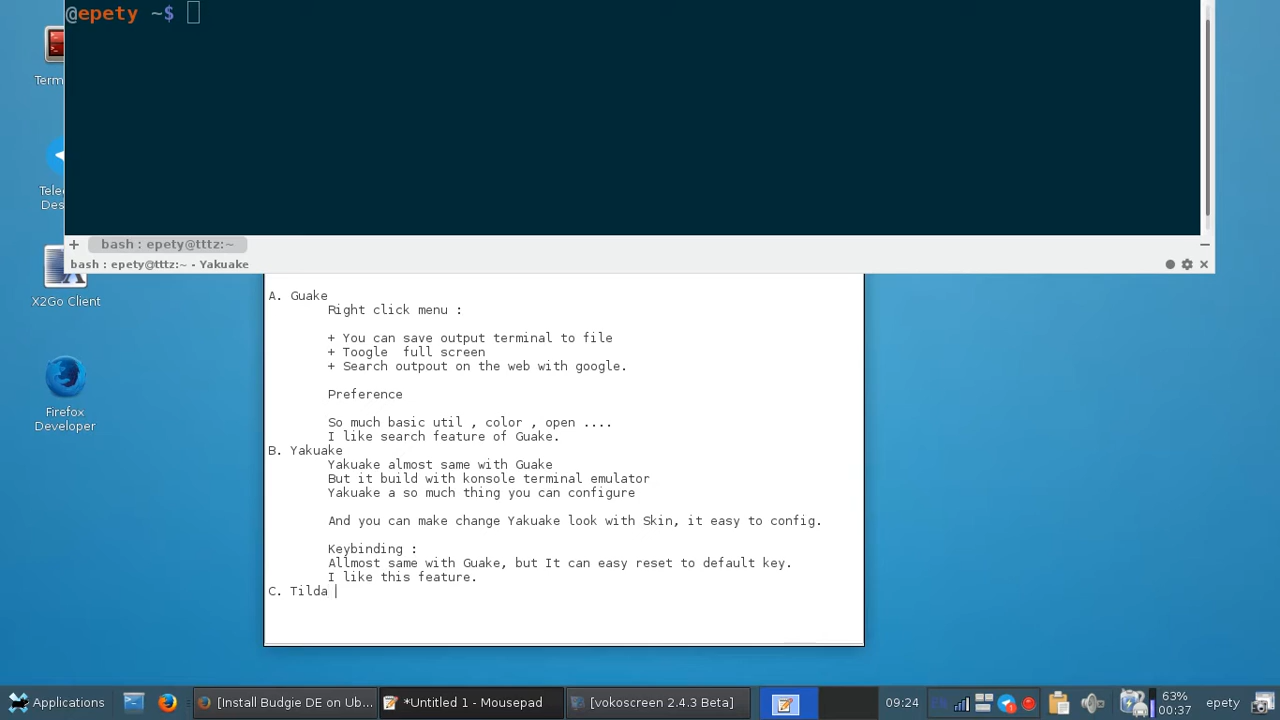 @epety ~$
Term
Tele
Des
X2Go Client
Firefox
Developer
+ bash : epety@tttz:~
bash : epety@tttz:~ - Yakuake
A. Guake
Right click menu :
+ You can save output terminal to file
+ Toogle  full screen
+ Search outpout on the web with google.
Preference
So much basic util , color , open ....
I like search feature of Guake.
B. Yakuake
Yakuake almost same with Guake
But it build with konsole terminal emulator
Yakuake a so much thing you can configure
And you can make change Yakuake look with Skin, it easy to config.
Keybinding :
Allmost same with Guake, but It can easy reset to default key.
I like this feature.
C. Tilda
Applications
[Install Budgie DE on Ub...
*Untitled 1 - Mousepad
[vokoscreen 2.4.3 Beta]
09:24
EN
63%
00:37
epety